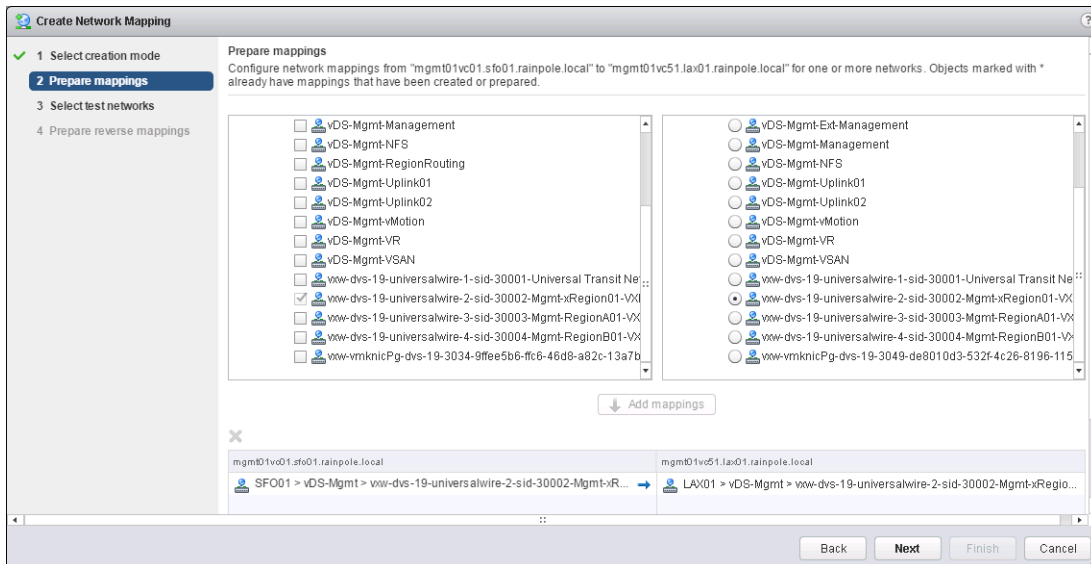 Create Network Mapping
?
1 Select creation mode
2 Prepare mappings
3 Select test networks
4 Prepare reverse mappings
Prepare mappings
Configure network mappings from "mgmt01vc01.sfo01.rainpole.local" to "mgmt01vc51.lax01.rainpole.local" for one or more networks. Objects marked with *
already have mappings that have been created or prepared.
vDS-Mgmt-Management
vDS-Mgmt-NFS
vDS-Mgmt-RegionRouting
vDS-Mgmt-Uplink01
vDS-Mgmt-Uplink02
vDS-Mgmt-vMotion
vDS-Mgmt-VR
vDS-Mgmt-VSAN
vxw-dvs-19-universalwire-1-sid-30001-Universal Transit Ne
vxw-dvs-19-universalwire-2-sid-30002-Mgmt-xRegion01-VX
vxw-dvs-19-universalwire-3-sid-30003-Mgmt-RegionA01-VX
vxw-dvs-19-universalwire-4-sid-30004-Mgmt-RegionB01-VX
vxw-vmknicPg-dvs-19-3034-9ffee5b6-ffc6-46d8-a82c-13a7b
vDS-Mgmt-Ext-Management
vDS-Mgmt-Management
vDS-Mgmt-NFS
vDS-Mgmt-Uplink01
vDS-Mgmt-Uplink02
vDS-Mgmt-vMotion
vDS-Mgmt-VR
vDS-Mgmt-VSAN
vxw-dvs-19-universalwire-1-sid-30001-Universal Transit Ne
vxw-dvs-19-universalwire-2-sid-30002-Mgmt-xRegion01-VX
vxw-dvs-19-universalwire-3-sid-30003-Mgmt-RegionA01-VX
vxw-dvs-19-universalwire-4-sid-30004-Mgmt-RegionB01-VX
vxw-vmknicPg-dvs-19-3049-de8010d3-532f-4c26-8196-115
Add mappings
mgmt01vc01.sfo01.rainpole.local
mgmt01vc51.lax01.rainpole.local
SFO01 > vDS-Mgmt > vxw-dvs-19-universalwire-2-sid-30002-Mgmt-xR...
LAX01 > vDS-Mgmt > vxw-dvs-19-universalwire-2-sid-30002-Mgmt-xRegio...
Back
Next
Finish
Cancel